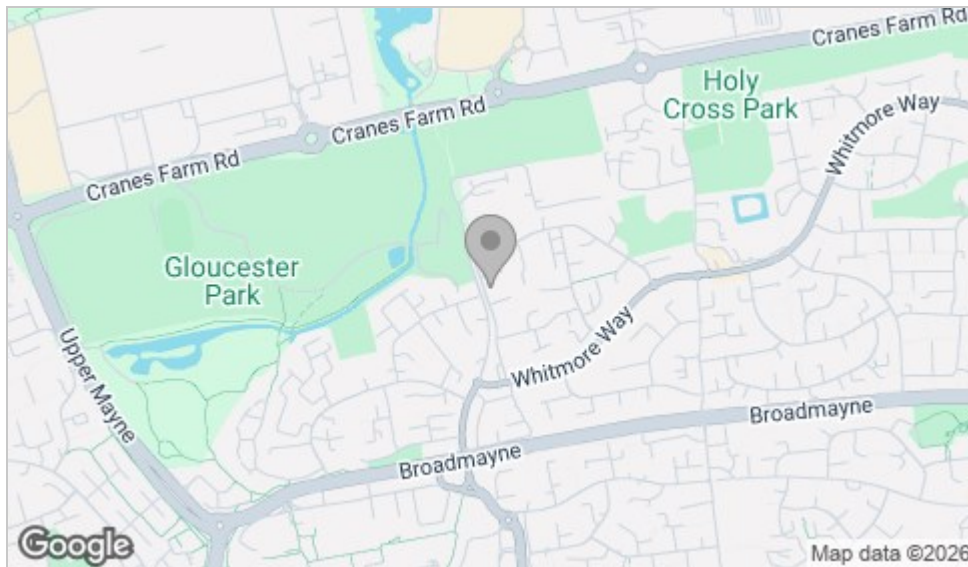 Cranes Farm Rd
Holy
Cross Park
Cranes Farm Rd
Whitmore Way
Cranes Farm Rd
Gloucester
Park
Upper Mayne
Whitmore Way
Broadmayne
Broadmayne
Google
Map data ©2026